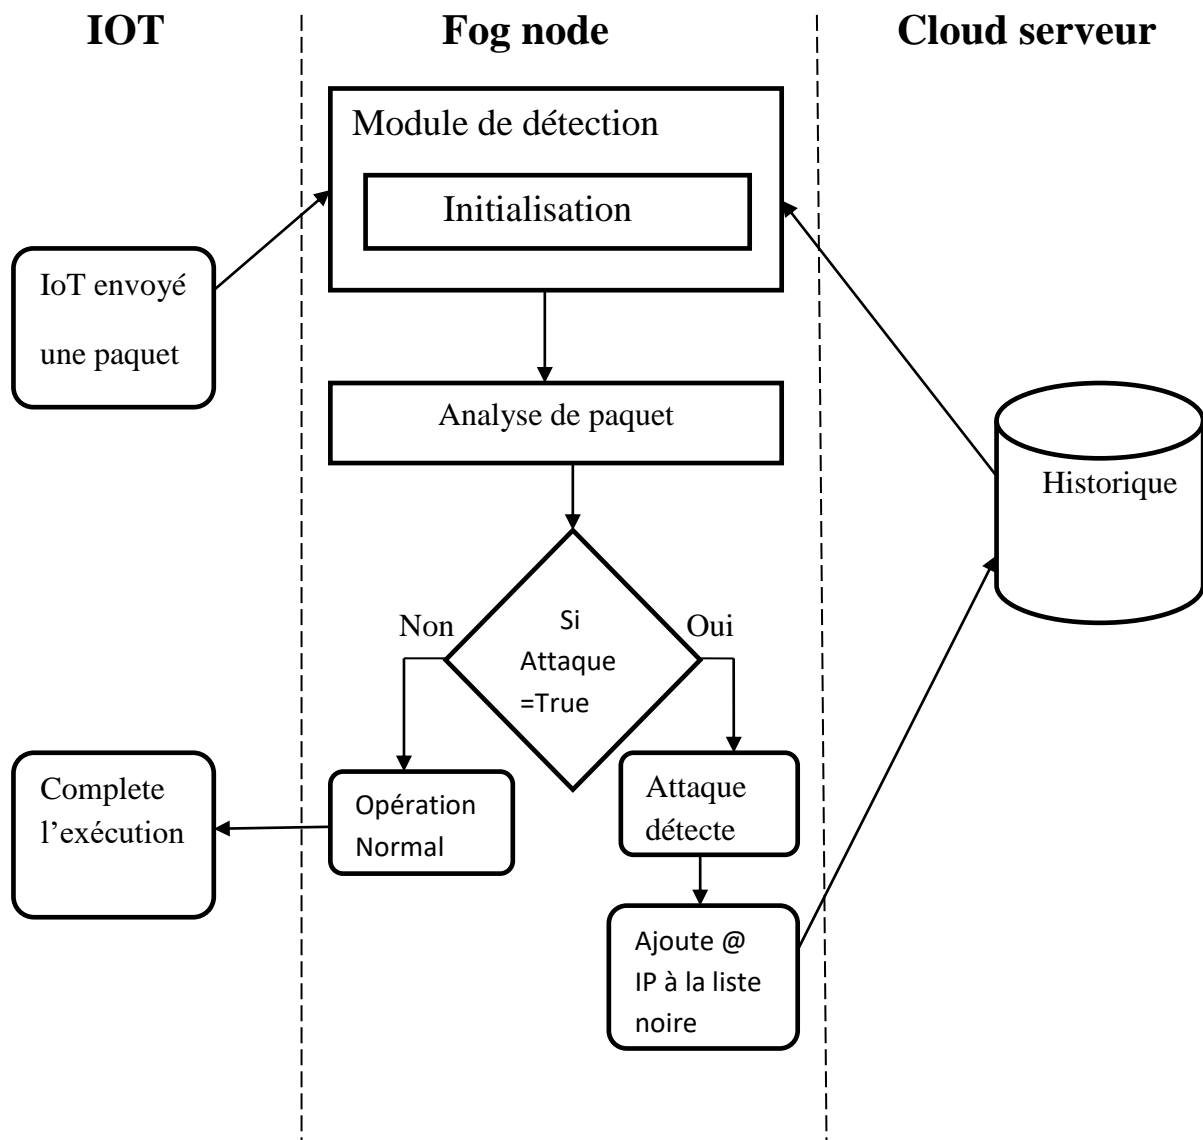 IOT
Fog node
Cloud serveur
Module de détection
Initialisation
IoT envoyé
une paquet
Analyse de paquet
Historique
Non
Si
Attaque
=True
Oui
Complete
l’exécution
Opération
Normal
Attaque
détecte
Ajoute @
IP à la liste
noire